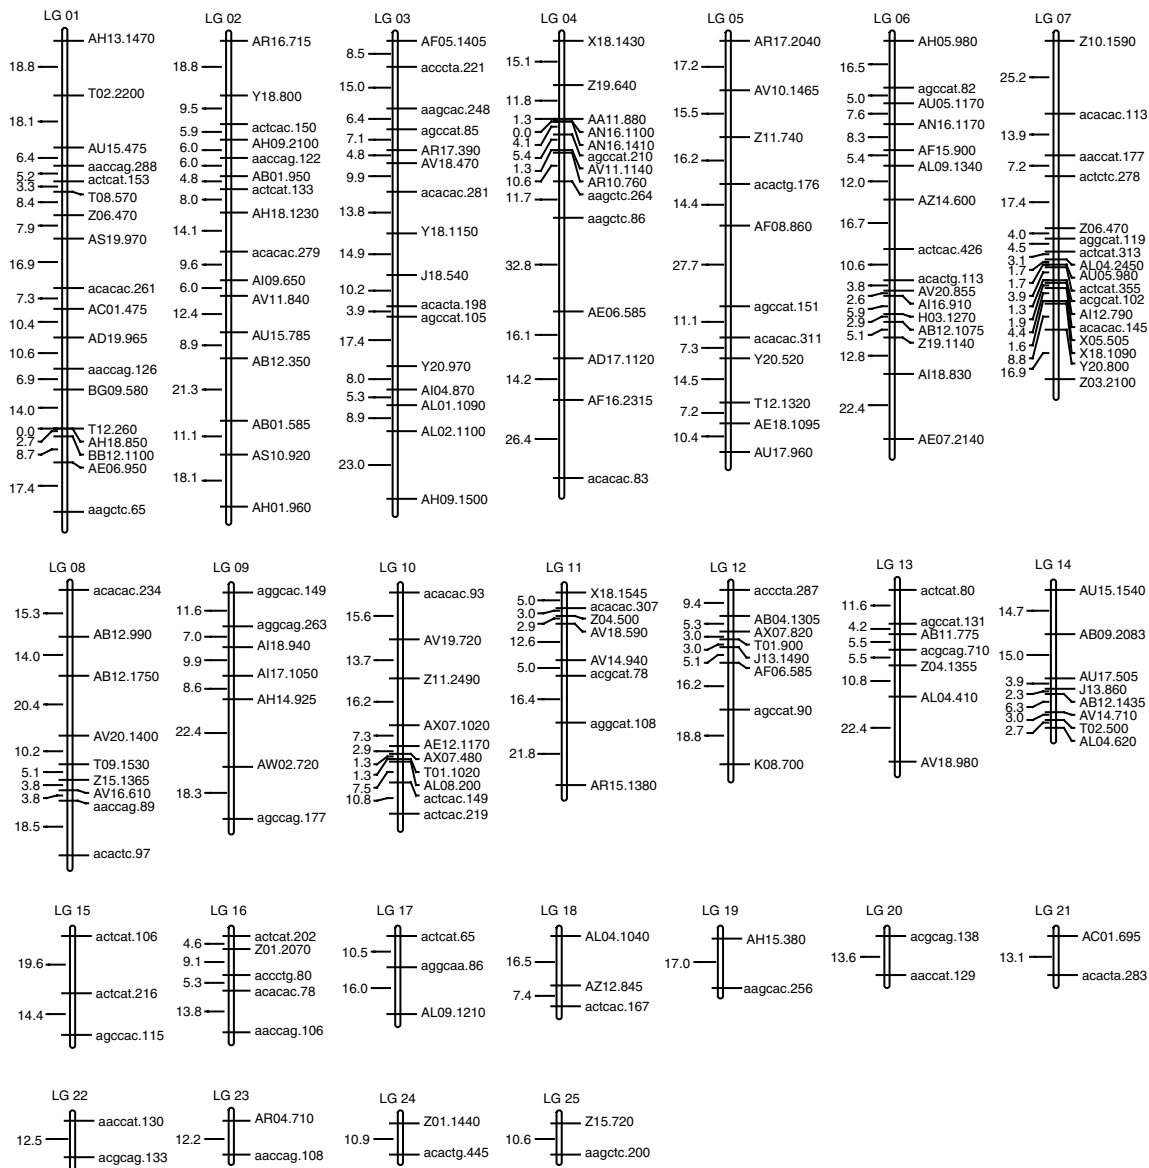 LG 01
AH13.1470
18.8
T02.2200
18.1
AU15.475
6.4
aaccag.288
5.2
actcat.153
3.3
T08.570
8.4
Z06.470
7.9
AS19.970
16.9
acacac.261
7.3
AC01.475
10.4
AD19.965
10.6
aaccag.126
6.9
BG09.580
14.0
T12.260
0.0
AH18.850
2.7
BB12.1100
8.7
AE06.950
17.4
aagctc.65
LG 02
AR16.715
18.8
Y18.800
9.5
actcac.150
5.9
AH09.2100
6.0
aaccag.122
6.0
AB01.950
4.8
actcat.133
8.0
AH18.1230
14.1
acacac.279
9.6
AI09.650
6.0
AV11.840
12.4
AU15.785
8.9
AB12.350
21.3
AB01.585
11.1
AS10.920
18.1
AH01.960
LG 03
AF05.1405
8.5
acccta.221
15.0
aagcac.248
6.4
agccat.85
7.1
AR17.390
4.8
AV18.470
9.9
acacac.281
13.8
Y18.1150
14.9
J18.540
10.2
acacta.198
3.9
agccat.105
17.4
Y20.970
8.0
AI04.870
5.3
AL01.1090
8.9
AL02.1100
23.0
AH09.1500
LG 04
X18.1430
15.1
Z19.640
11.8
AA11.880
1.3
AN16.1100
0.0
AN16.1410
4.1
agccat.210
5.4
AV11.1140
1.3
AR10.760
10.6
aagctc.264
11.7
aagctc.86
32.8
AE06.585
16.1
AD17.1120
14.2
AF16.2315
26.4
acacac.83
LG 05
AR17.2040
17.2
AV10.1465
15.5
Z11.740
16.2
acactg.176
14.4
AF08.860
27.7
agccat.151
11.1
acacac.311
7.3
Y20.520
14.5
T12.1320
7.2
AE18.1095
10.4
AU17.960
LG 06
AH05.980
16.5
agccat.82
5.0
AU05.1170
7.6
AN16.1170
8.3
AF15.900
5.4
AL09.1340
12.0
AZ14.600
16.7
actcac.426
10.6
acactg.113
3.8
AV20.855
2.6
AI16.910
5.9
H03.1270
2.9
AB12.1075
5.1
Z19.1140
12.8
AI18.830
22.4
AE07.2140
LG 07
Z10.1590
25.2
acacac.113
13.9
aaccat.177
7.2
actctc.278
17.4
Z06.470
4.0
aggcat.119
4.5
actcat.313
3.1
AL04.2450
1.7
AU05.980
1.7
actcat.355
3.9
acgcat.102
1.3
AI12.790
1.9
acacac.145
4.4
X05.505
1.6
X18.1090
8.8
Y20.800
16.9
Z03.2100
LG 08
acacac.234
15.3
AB12.990
14.0
AB12.1750
20.4
AV20.1400
10.2
T09.1530
5.1
Z15.1365
3.8
AV16.610
3.8
aaccag.89
18.5
acactc.97
LG 09
aggcac.149
11.6
aggcag.263
7.0
AI18.940
9.9
AI17.1050
8.6
AH14.925
22.4
AW02.720
18.3
agccag.177
LG 10
acacac.93
15.6
AV19.720
13.7
Z11.2490
16.2
AX07.1020
7.3
AE12.1170
2.9
AX07.480
1.3
T01.1020
1.3
AL08.200
7.5
actcac.149
10.8
actcac.219
LG 11
X18.1545
5.0
acacac.307
3.0
Z04.500
2.9
AV18.590
12.6
AV14.940
5.0
acgcat.78
16.4
aggcat.108
21.8
AR15.1380
LG 12
acccta.287
9.4
AB04.1305
5.3
AX07.820
3.0
T01.900
3.0
J13.1490
5.1
AF06.585
16.2
agccat.90
18.8
K08.700
LG 13
actcat.80
11.6
agccat.131
4.2
AB11.775
5.5
acgcag.710
5.5
Z04.1355
10.8
AL04.410
22.4
AV18.980
LG 14
AU15.1540
14.7
AB09.2083
15.0
AU17.505
3.9
J13.860
2.3
AB12.1435
6.3
AV14.710
3.0
T02.500
2.7
AL04.620
LG 15
actcat.106
19.6
actcat.216
14.4
agccac.115
LG 16
actcat.202
4.6
Z01.2070
9.1
accctg.80
5.3
acacac.78
13.8
aaccag.106
LG 17
actcat.65
10.5
aggcaa.86
16.0
AL09.1210
LG 18
AL04.1040
16.5
AZ12.845
7.4
actcac.167
LG 19
AH15.380
17.0
aagcac.256
LG 20
acgcag.138
13.6
aaccat.129
LG 21
AC01.695
13.1
acacta.283
LG 22
aaccat.130
12.5
acgcag.133
LG 23
AR04.710
12.2
aaccag.108
LG 24
Z01.1440
10.9
acactg.445
LG 25
Z15.720
10.6
aagctc.200